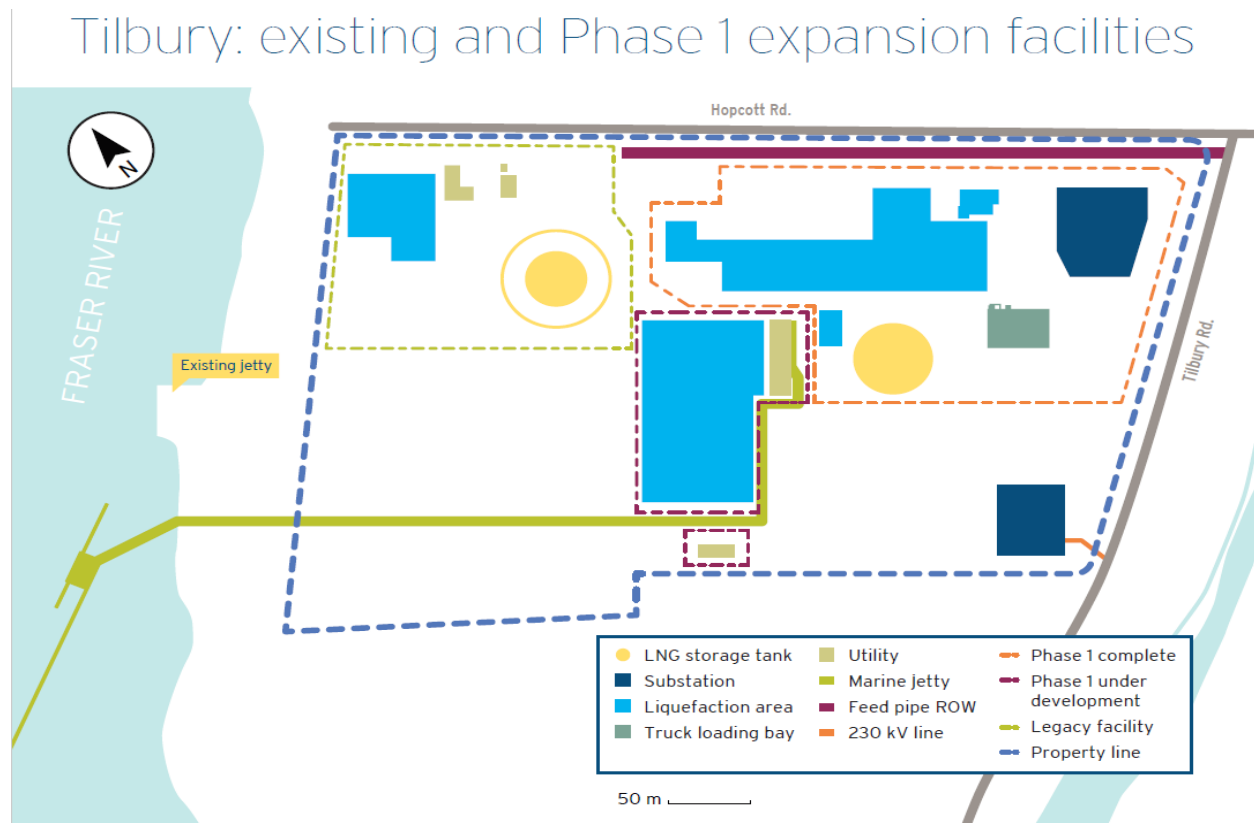 Tilbury: existing and Phase 1 expansion facilities
Hopcott Rd.
N
FRASER RIVER
Existing jetty
Tilbury Rd.
LNG storage tank
Substation
Liquefaction area
Truck loading bay
Utility
Marine jetty
Feed pipe ROW
230 kV line
Phase 1 complete
Phase 1 under
development
Legacy facility
Property line
50 m